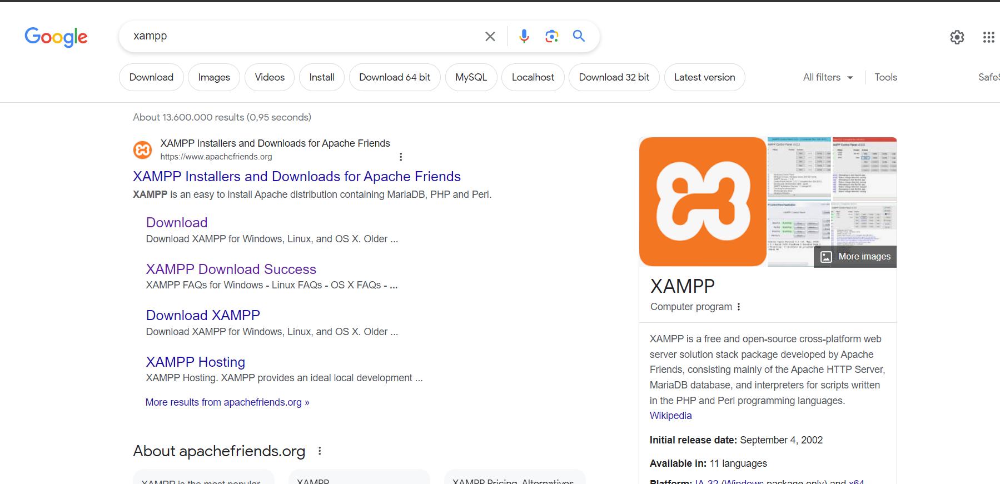 Google
xampp
Download
Images
Videos
Install
Download 64 bit
MySQL
Localhost
Download 32 bit
Latest version
All filters
Tools
About 13.600.000 results (0,95 seconds)
XAMPP Installers and Downloads for Apache Friends
https://www.apachefriends.org
XAMPP Installers and Downloads for Apache Friends
XAMPP is an easy to install Apache distribution containing MariaDB, PHP and Perl.
Download
Download XAMPP for Windows, Linux, and OS X. Older ...
XAMPP Download Success
XAMPP FAQs for Windows - Linux FAQs - OS X FAQs - ...
Download XAMPP
Download XAMPP for Windows, Linux, and OS X. Older ...
XAMPP Hosting
XAMPP Hosting. XAMPP provides an ideal local development ...
More results from apachefriends.org »
About apachefriends.org
XAMPP is the most popular
XAMPP
XAMPP Pricing, Alternatives
More images
XAMPP
Computer program
XAMPP is a free and open-source cross-platform web
server solution stack package developed by Apache
Friends, consisting mainly of the Apache HTTP Server,
MariaDB database, and interpreters for scripts written
in the PHP and Perl programming languages.
Wikipedia
Initial release date: September 4, 2002
Available in: 11 languages
Platform: IA-32 (Windows package only) and x64